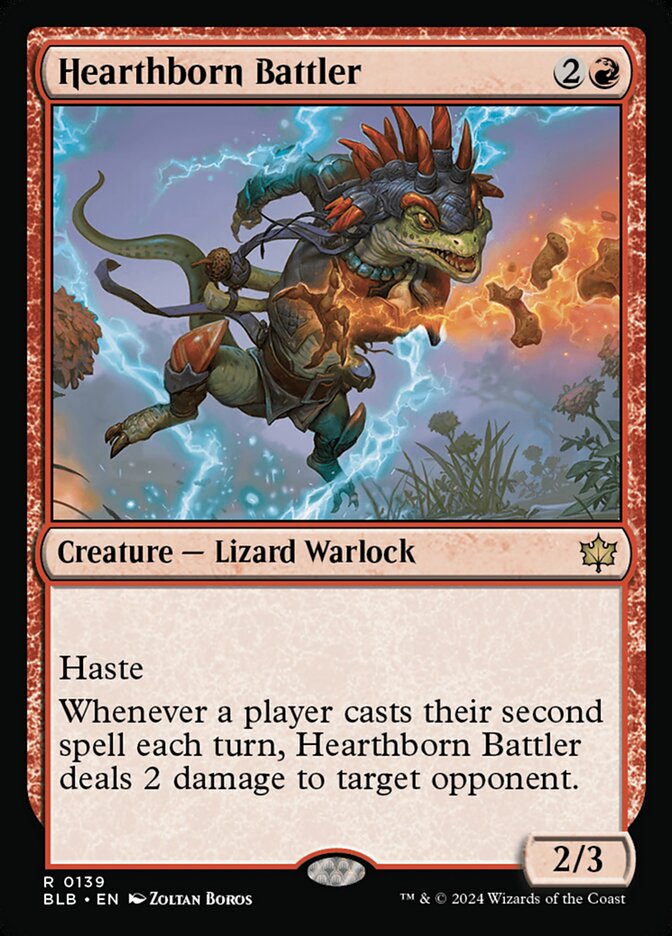 Hearthborn Battler 2
Creature — Lizard Warlock
Haste
Whenever a player casts their second
spell each turn, Hearthborn Battler
deals 2 damage to target opponent.
2/3
R 0139
BLB • EN Zoltan Boros
™ & © 2024 Wizards of the Coast